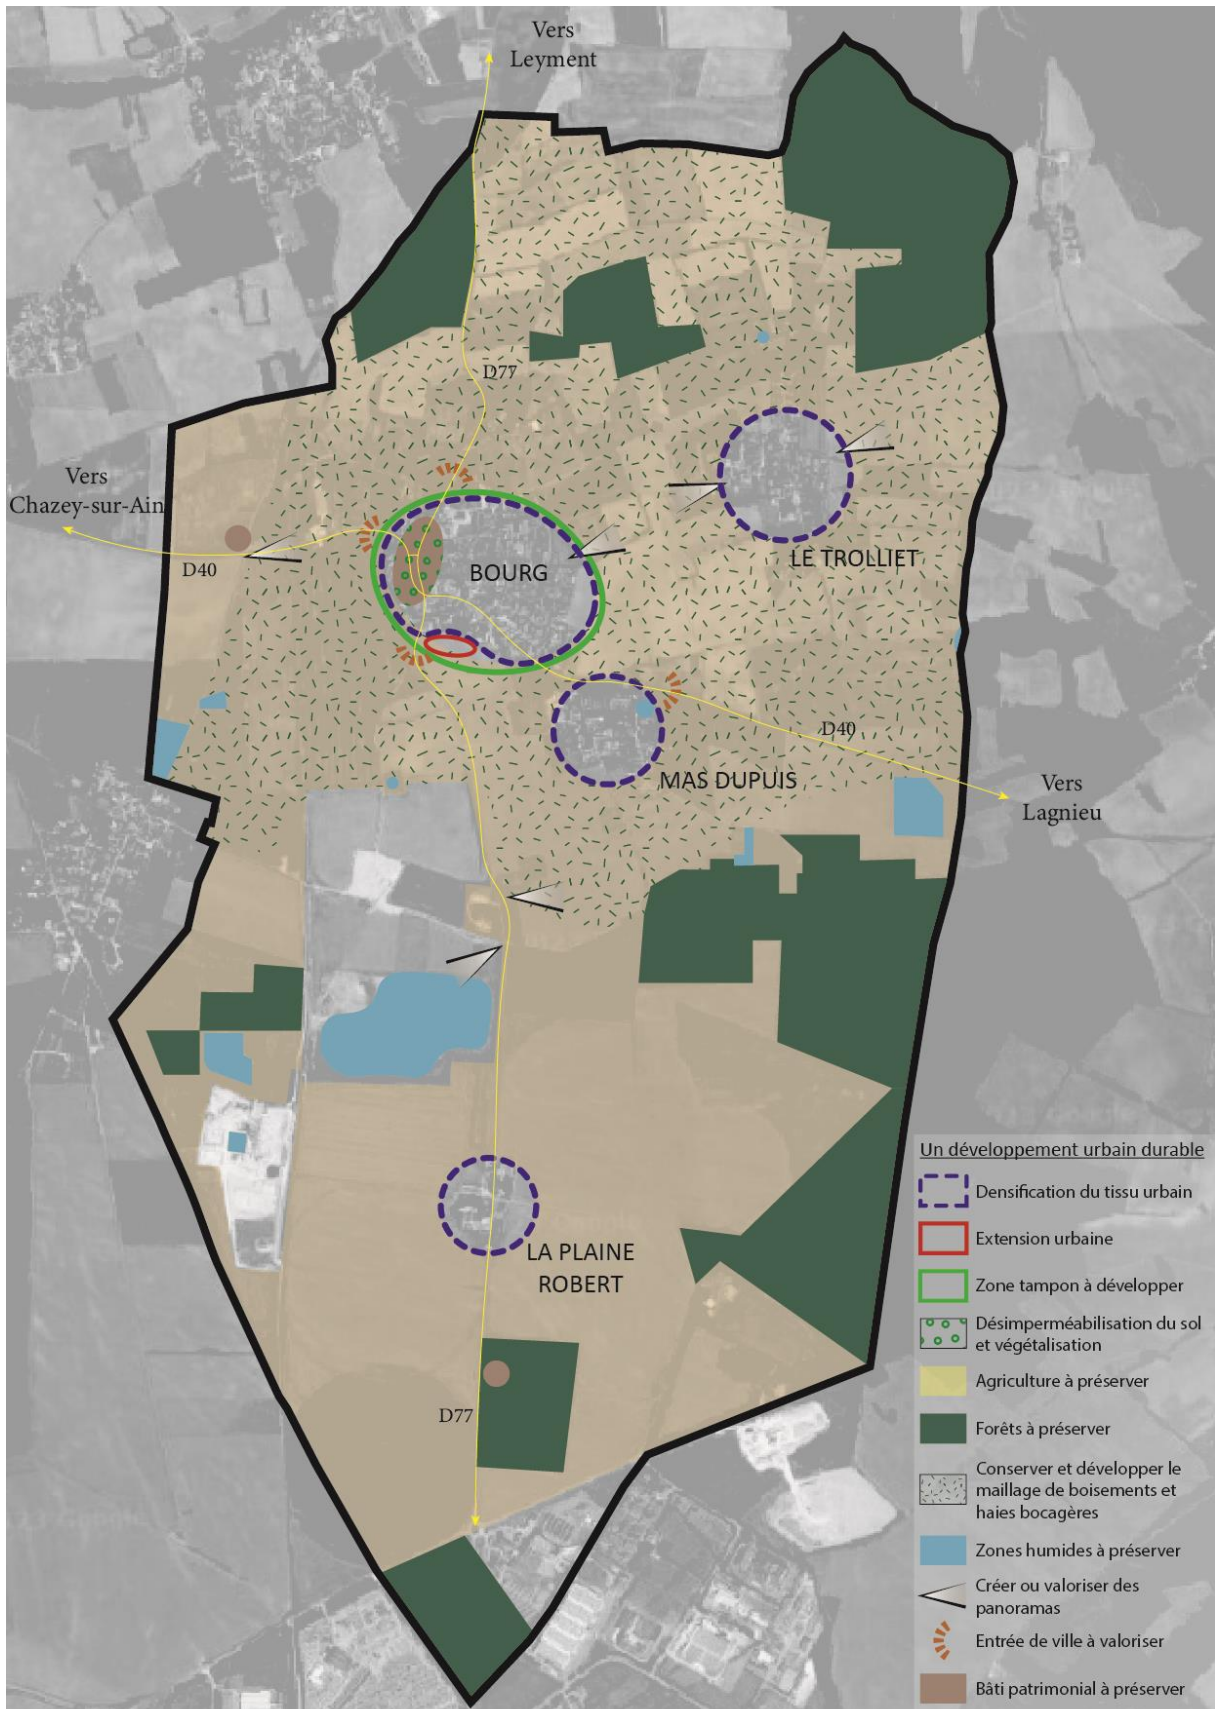 Vers
Leyment
D77
Vers
Chazey-sur-Ain
D40
BOURG
LE TROLLIET
D40
MAS DUPUIS
Vers
Lagnieu
LA PLAINE
ROBERT
D77
Un développement urbain durable
Densification du tissu urbain
Extension urbaine
Zone tampon à développer
Désimperméabilisation du sol
et végétalisation
Agriculture à préserver
Forêts à préserver
Conserver et développer le
maillage de boisements et
haies bocagères
Zones humides à préserver
Créer ou valoriser des
panoramas
Entrée de ville à valoriser
Bâti patrimonial à préserver